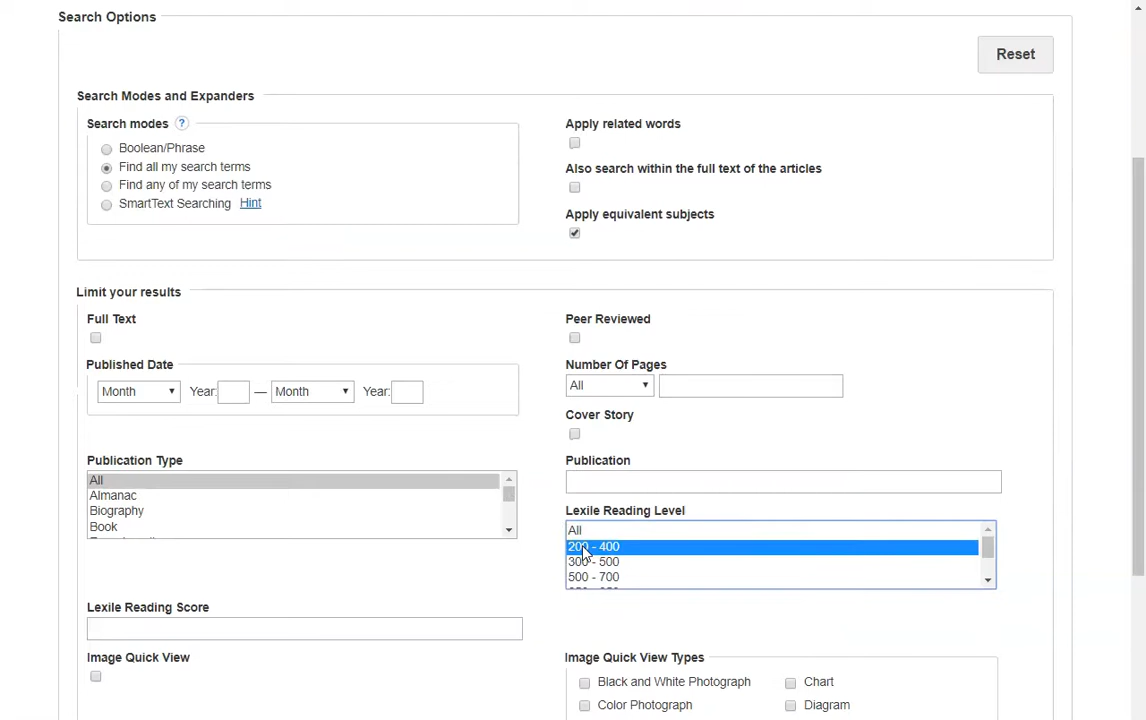 Search Options
Reset
Search Modes and Expanders
Search modes ?
Boolean/Phrase
Find all my search terms
Find any of my search terms
SmartText Searching Hint
Apply related words
Also search within the full text of the articles
Apply equivalent subjects
Limit your results
Full Text
Peer Reviewed
Published Date
Month Year: — Month Year:
Number Of Pages
All
Cover Story
Publication Type
All
Almanac
Biography
Book
Publication
Lexile Reading Level
All
200 - 400
300 - 500
500 - 700
Lexile Reading Score
Image Quick View
Image Quick View Types
Black and White Photograph
Chart
Color Photograph
Diagram